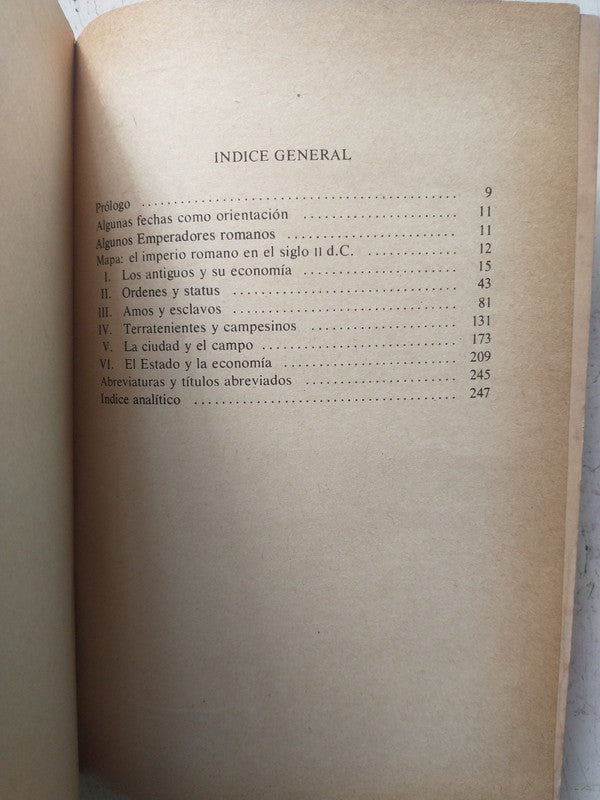 INDICE GENERAL
Prólogo ........................................ 9
Algunas fechas como orientación ........................ 11
Algunos Emperadores romanos ........................ 11
Mapa: el imperio romano en el siglo II d.C. ............... 12
I. Los antiguos y su economía ........................ 15
II. Ordenes y status ................................ 43
III. Amos y esclavos ................................ 81
IV. Terratenientes y campesinos ........................ 131
V. La ciudad y el campo ............................ 173
VI. El Estado y la economía ........................... 209
Abreviaturas y títulos abreviados ....................... 245
Indice analítico .................................... 247